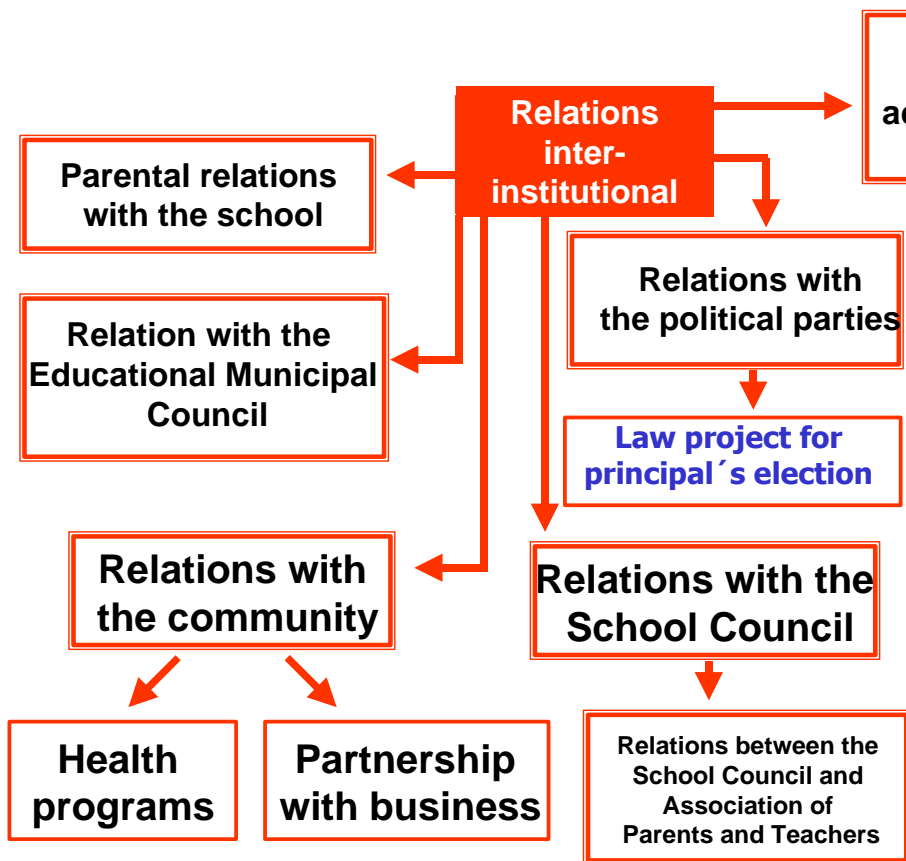 Relations
inter-
institutional
Parental relations
with the school
Relations with
the political parties
Relation with the
Educational Municipal
Council
Law project for
principal´s election
Relations with
the community
Relations with the
School Council
Health
programs
Partnership
with business
Relations between the
School Council and
Association of
Parents and Teachers